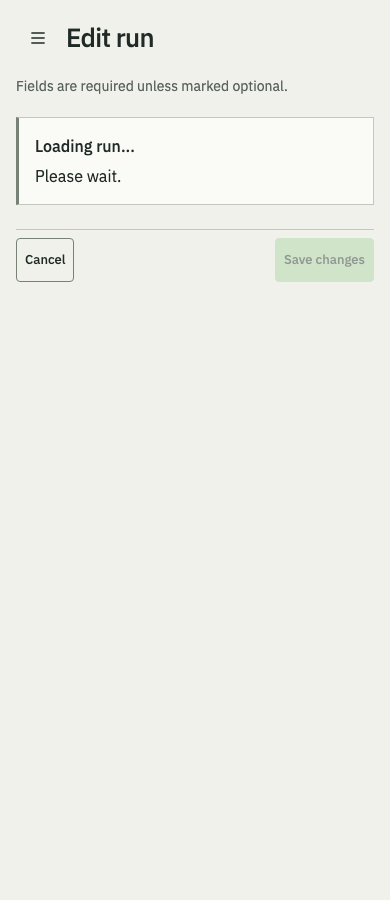 Edit run
Fields are required unless marked optional.
Loading run...
Please wait.
Cancel
Save changes